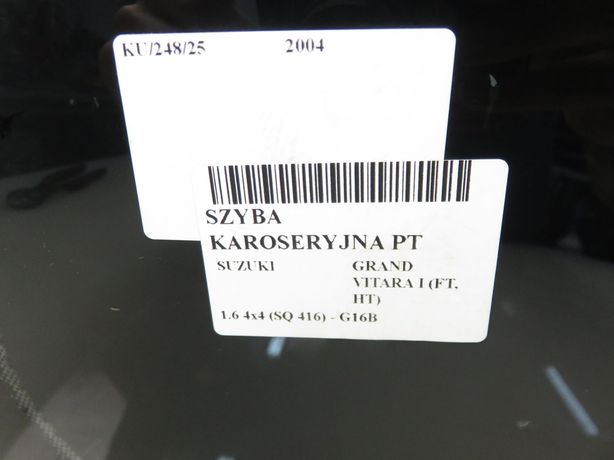 KU/248/25 2004
SZYBA
KAROSERYJNA PT
SUZUKI GRAND
VITARA I (FT,
HT)
1.6 4x4 (SQ 416) - G16B